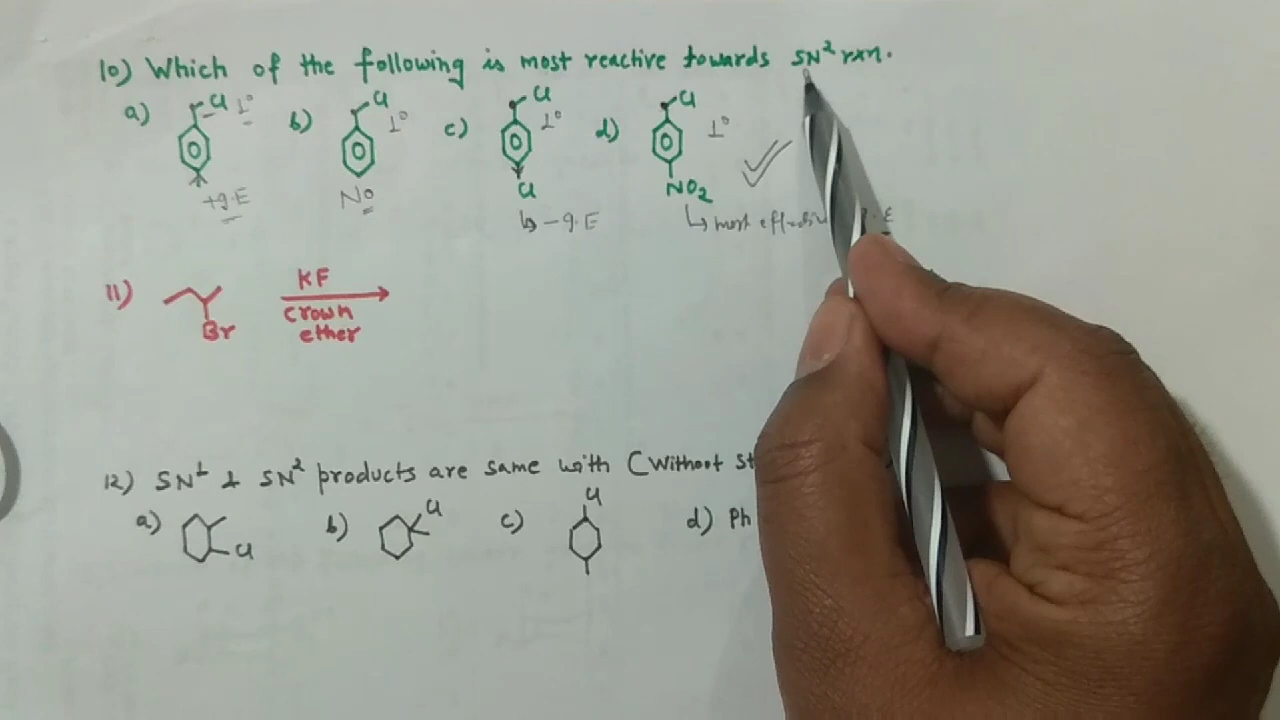 10) Which of the following is most reactive towards SN² rxn.
a) Cl 1° b) Cl 1° c) Cl 1° d) Cl 1°
+I.E No Cl NO₂
↳ -I.E ↳ most
11) Br KF
crown
ether
12) SN¹ & SN² products are same with (Without
a) Cl b) Cl c) Cl d) Ph